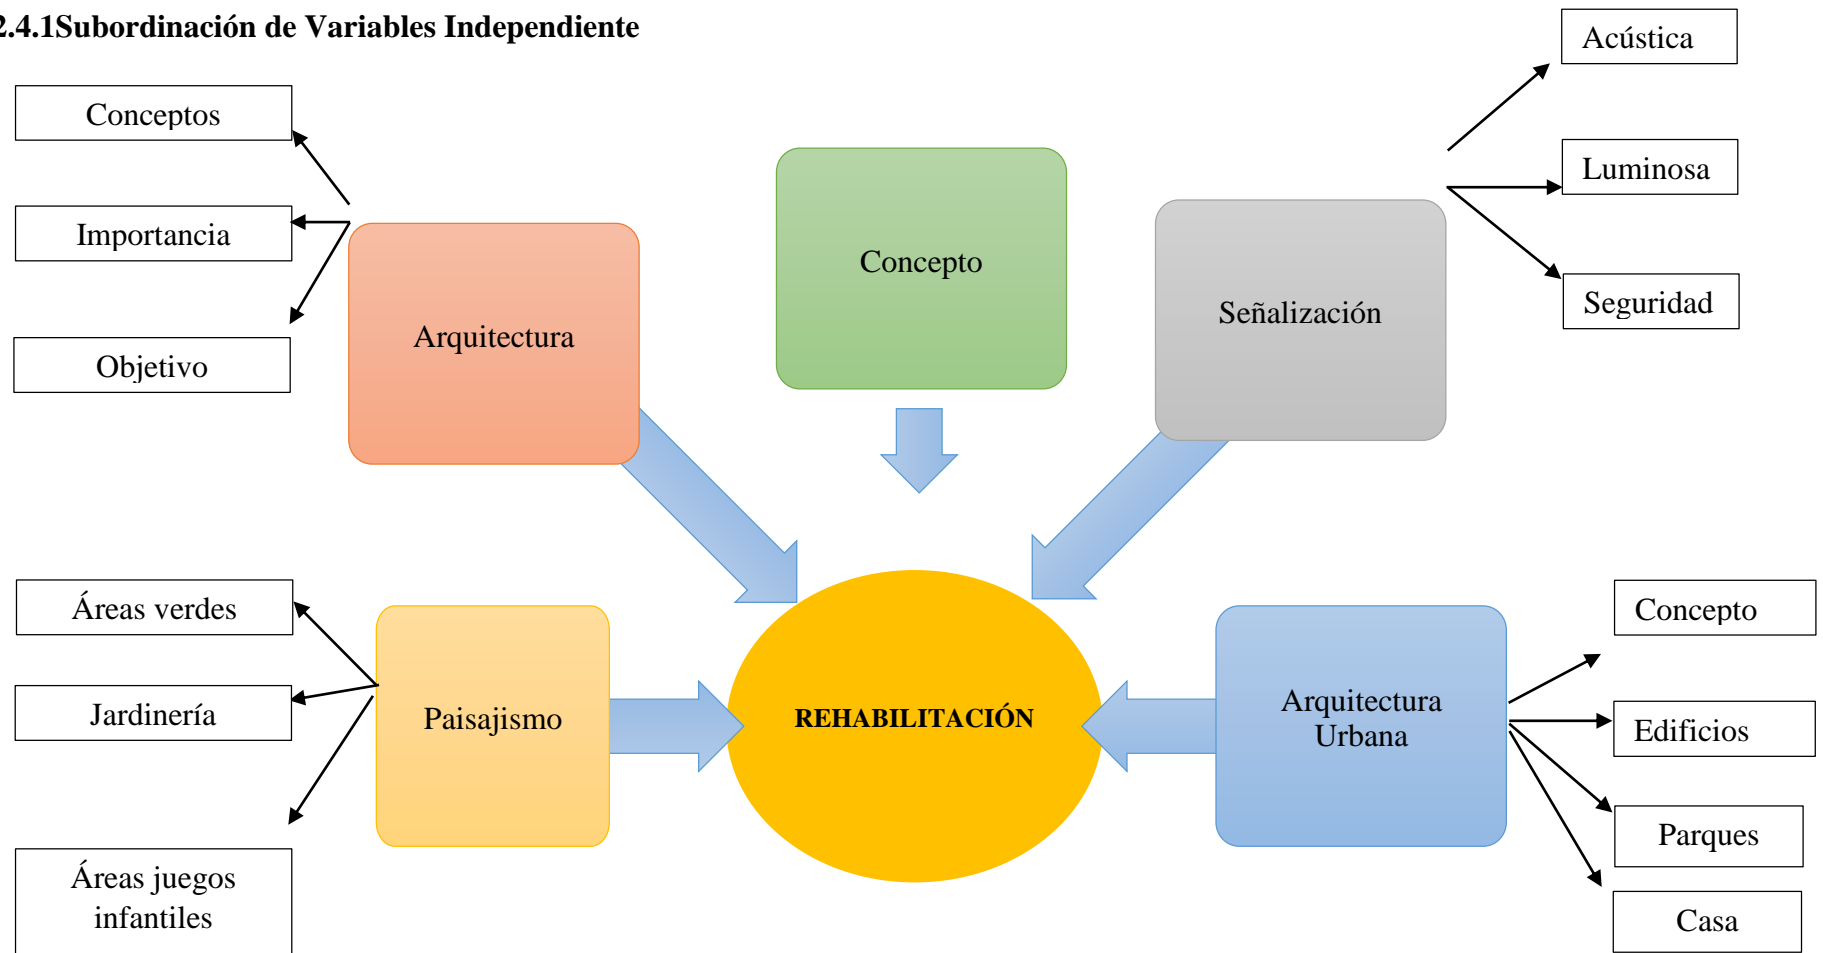 2.4.1Subordinación de Variables Independiente
Acústica
Conceptos
Luminosa
Importancia
Concepto
Señalización
Seguridad
Arquitectura
Objetivo
Áreas verdes
Concepto
Jardinería
Paisajismo
REHABILITACIÓN
Arquitectura
Urbana
Edificios
Parques
Áreas juegos
infantiles
Casa